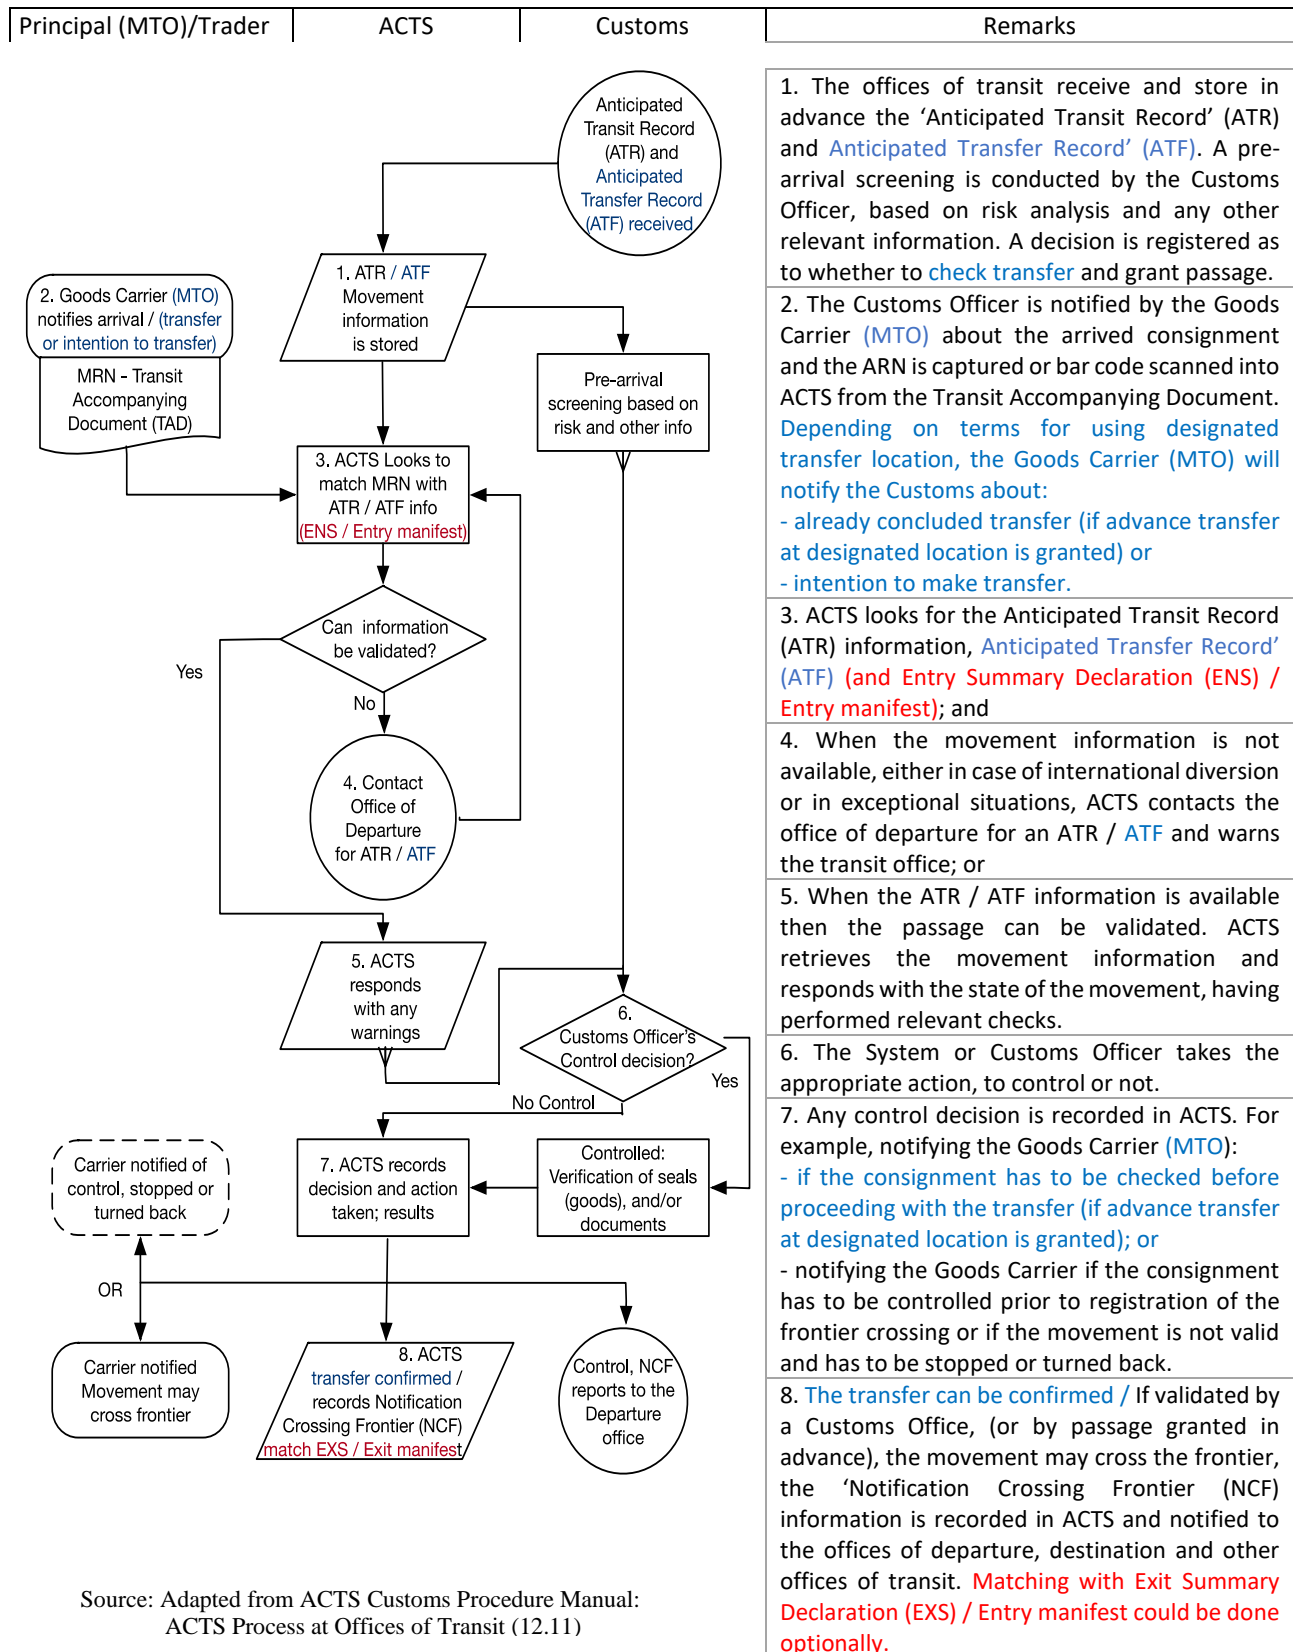 Principal (MTO)/Trader
ACTS
Customs
Remarks
Anticipated
Transit Record
(ATR) and
Anticipated
Transfer Record
(ATF) received
1. ATR / ATF
Movement
information
is stored
2. Goods Carrier (MTO)
notifies arrival / (transfer
or intention to transfer)
MRN - Transit
Accompanying
Document (TAD)
Pre-arrival
screening based on
risk and other info
3. ACTS Looks to
match MRN with
ATR / ATF info
(ENS / Entry manifest)
Can information
be validated?
Yes
No
4. Contact
Office of
Departure
for ATR / ATF
5. ACTS
responds
with any
warnings
6.
Customs Officer's
Control decision?
Yes
No Control
Carrier notified of
control, stopped or
turned back
7. ACTS records
decision and action
taken; results
Controlled:
Verification of seals
(goods), and/or
documents
OR
Carrier notified
Movement may
cross frontier
8. ACTS
transfer confirmed /
records Notification
Crossing Frontier (NCF)
match EXS / Exit manifest
Control, NCF
reports to the
Departure
office
Source: Adapted from ACTS Customs Procedure Manual:
ACTS Process at Offices of Transit (12.11)
1. The offices of transit receive and store in
advance the ‘Anticipated Transit Record’ (ATR)
and Anticipated Transfer Record’ (ATF). A pre-
arrival screening is conducted by the Customs
Officer, based on risk analysis and any other
relevant information. A decision is registered as
to whether to check transfer and grant passage.
2. The Customs Officer is notified by the Goods
Carrier (MTO) about the arrived consignment
and the ARN is captured or bar code scanned into
ACTS from the Transit Accompanying Document.
Depending on terms for using designated
transfer location, the Goods Carrier (MTO) will
notify the Customs about:
- already concluded transfer (if advance transfer
at designated location is granted) or
- intention to make transfer.
3. ACTS looks for the Anticipated Transit Record
(ATR) information, Anticipated Transfer Record’
(ATF) (and Entry Summary Declaration (ENS) /
Entry manifest); and
4. When the movement information is not
available, either in case of international diversion
or in exceptional situations, ACTS contacts the
office of departure for an ATR / ATF and warns
the transit office; or
5. When the ATR / ATF information is available
then the passage can be validated. ACTS
retrieves the movement information and
responds with the state of the movement, having
performed relevant checks.
6. The System or Customs Officer takes the
appropriate action, to control or not.
7. Any control decision is recorded in ACTS. For
example, notifying the Goods Carrier (MTO):
- if the consignment has to be checked before
proceeding with the transfer (if advance transfer
at designated location is granted); or
- notifying the Goods Carrier if the consignment
has to be controlled prior to registration of the
frontier crossing or if the movement is not valid
and has to be stopped or turned back.
8. The transfer can be confirmed / If validated by
a Customs Office, (or by passage granted in
advance), the movement may cross the frontier,
the ‘Notification Crossing Frontier (NCF)
information is recorded in ACTS and notified to
the offices of departure, destination and other
offices of transit. Matching with Exit Summary
Declaration (EXS) / Entry manifest could be done
optionally.